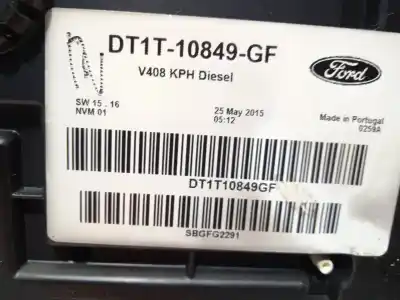 DT1T-10849-GF
V408 KPH Diesel
Ford
SW 15 . 16
NVM 01
25 May 2015
05:12
Made in Portugal
0259A
DT1T10849GF
SBGFG2291